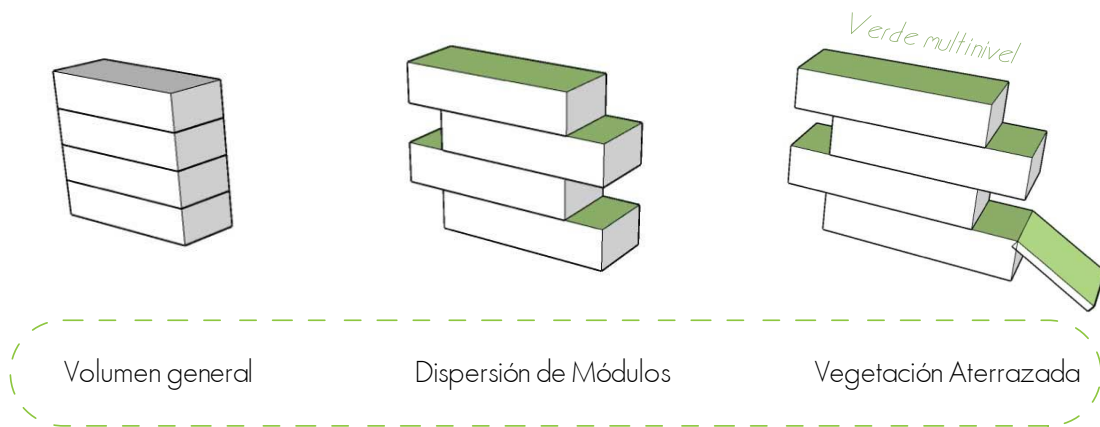 Verde multinivel
Volumen general
Dispersión de Módulos
Vegetación Aterrazada